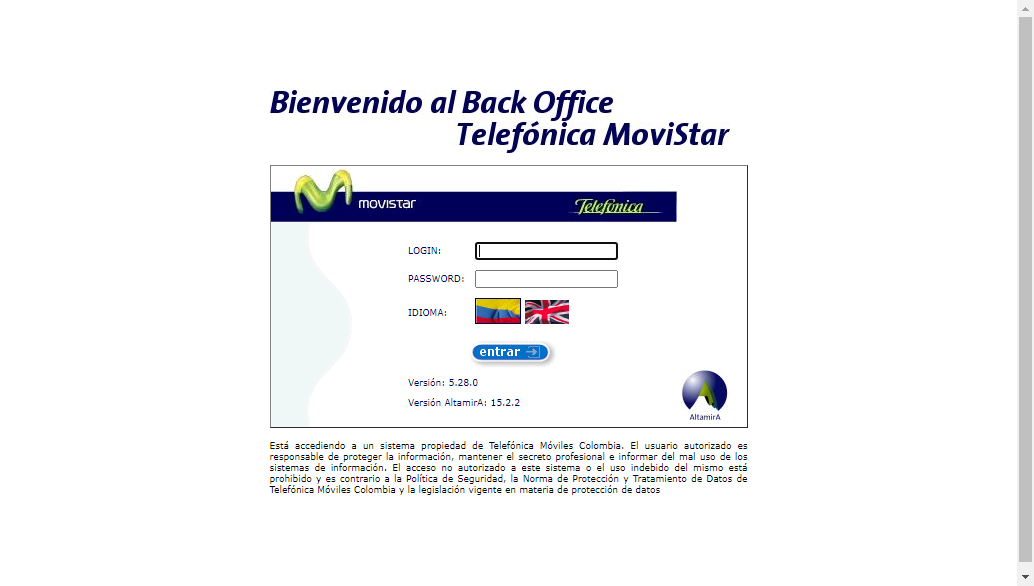 Bienvenido al Back Office
Telefónica MoviStar
movistar
Telefonica
LOGIN:
PASSWORD:
IDIOMA:
entrar
Versión: 5.28.0
Versión AltamirA: 15.2.2
AltamirA
Está accediendo a un sistema propiedad de Telefónica Móviles Colombia. El usuario autorizado es
responsable de proteger la información, mantener el secreto profesional e informar del mal uso de los
sistemas de información. El acceso no autorizado a este sistema o el uso indebido del mismo está
prohibido y es contrario a la Política de Seguridad, la Norma de Protección y Tratamiento de Datos de
Telefónica Móviles Colombia y la legislación vigente en materia de protección de datos